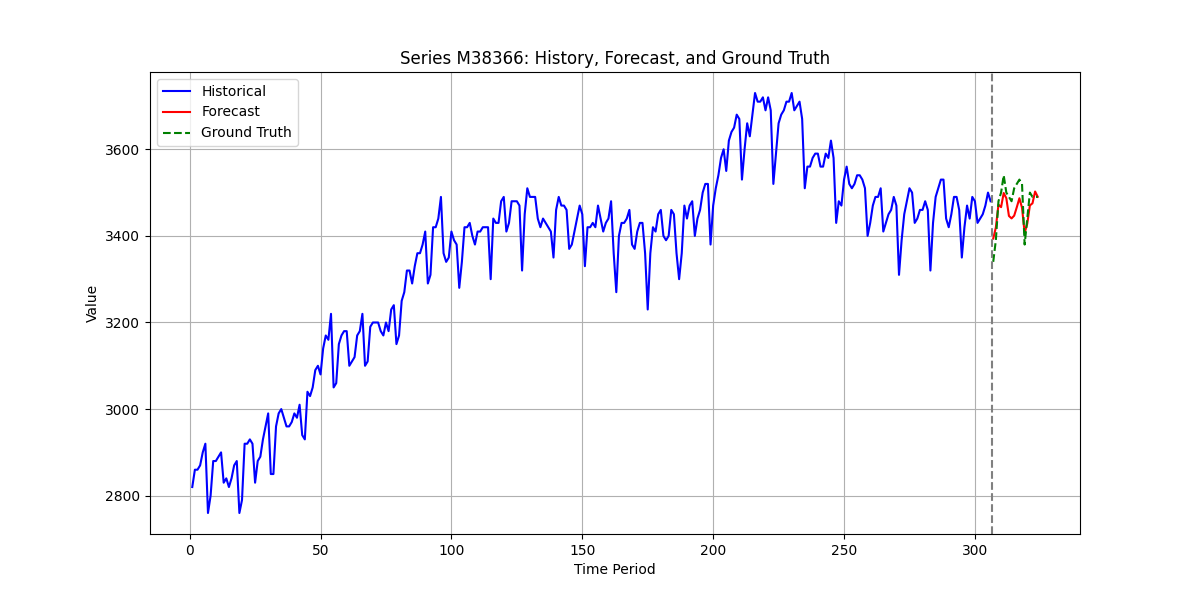 Series M38366: History, Forecast, and Ground Truth
Historical
Forecast
Ground Truth
3600
3400
3200
3000
2800
Value
0 50 100 150 200 250 300
Time Period